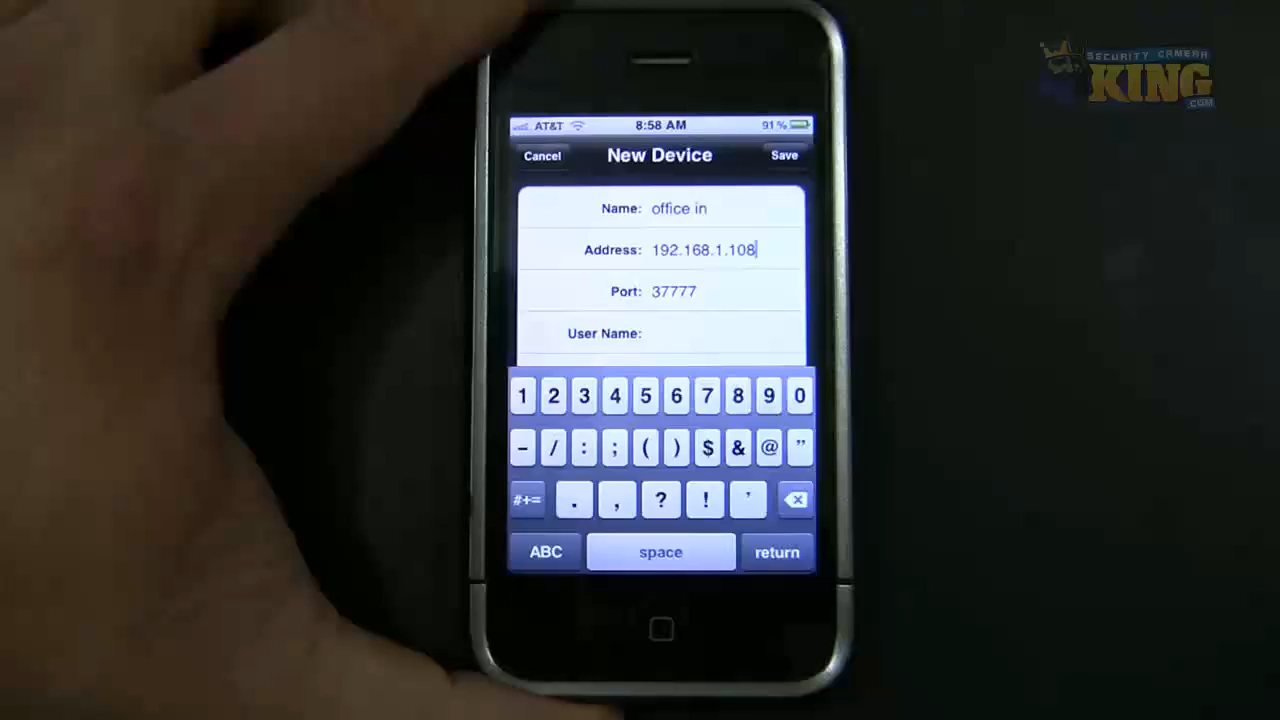 SECURITY CAMERA
KING
.COM
AT&T 8:58 AM 91%
Cancel New Device Save
Name: office in
Address: 192.168.1.108
Port: 37777
User Name:
1 2 3 4 5 6 7 8 9 0
- / : ; ( ) $ & @ "
#+= . , ? ! '
ABC space return